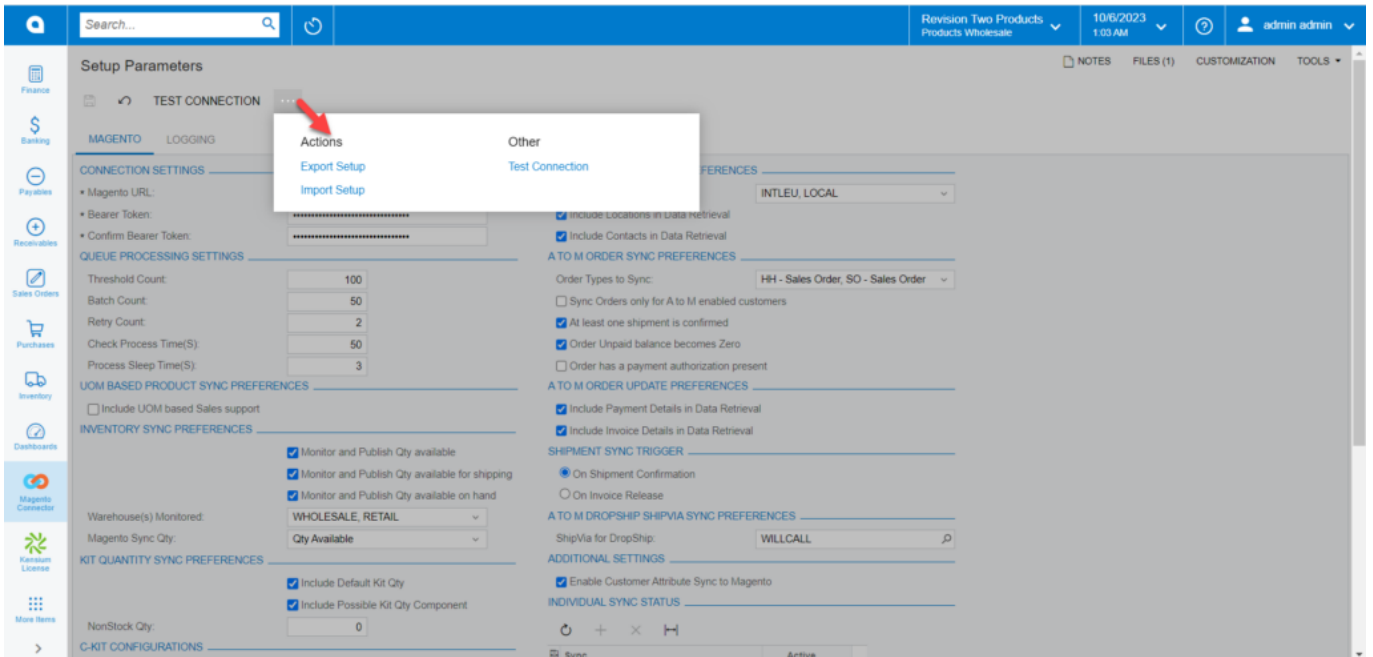 Search...
Revision Two Products
Products Wholesale
10/6/2023
1:03 AM
admin admin
Finance
Banking
Payables
Receivables
Sales Orders
Purchases
Inventory
Dashboards
Magento
Connector
Kensium
License
More Items
Setup Parameters
NOTES FILES (1) CUSTOMIZATION TOOLS
TEST CONNECTION ...
MAGENTO LOGGING
Actions
Export Setup
Import Setup
Other
Test Connection
CONNECTION SETTINGS
Magento URL:
Bearer Token:
Confirm Bearer Token:
QUEUE PROCESSING SETTINGS
Threshold Count: 100
Batch Count: 50
Retry Count: 2
Check Process Time(S): 50
Process Sleep Time(S): 3
UOM BASED PRODUCT SYNC PREFERENCES
Include UOM based Sales support
INVENTORY SYNC PREFERENCES
Monitor and Publish Qty available
Monitor and Publish Qty available for shipping
Monitor and Publish Qty available on hand
Warehouse(s) Monitored: WHOLESALE, RETAIL
Magento Sync Qty: Qty Available
KIT QUANTITY SYNC PREFERENCES
Include Default Kit Qty
Include Possible Kit Qty Component
NonStock Qty: 0
C-KIT CONFIGURATIONS
FERENCES
INTLEU, LOCAL
Include Locations in Data Retrieval
Include Contacts in Data Retrieval
A TO M ORDER SYNC PREFERENCES
Order Types to Sync: HH - Sales Order, SO - Sales Order
Sync Orders only for A to M enabled customers
At least one shipment is confirmed
Order Unpaid balance becomes Zero
Order has a payment authorization present
A TO M ORDER UPDATE PREFERENCES
Include Payment Details in Data Retrieval
Include Invoice Details in Data Retrieval
SHIPMENT SYNC TRIGGER
On Shipment Confirmation
On Invoice Release
A TO M DROPSHIP SHIPVIA SYNC PREFERENCES
ShipVia for DropShip: WILLCALL
ADDITIONAL SETTINGS
Enable Customer Attribute Sync to Magento
INDIVIDUAL SYNC STATUS
Sync Active